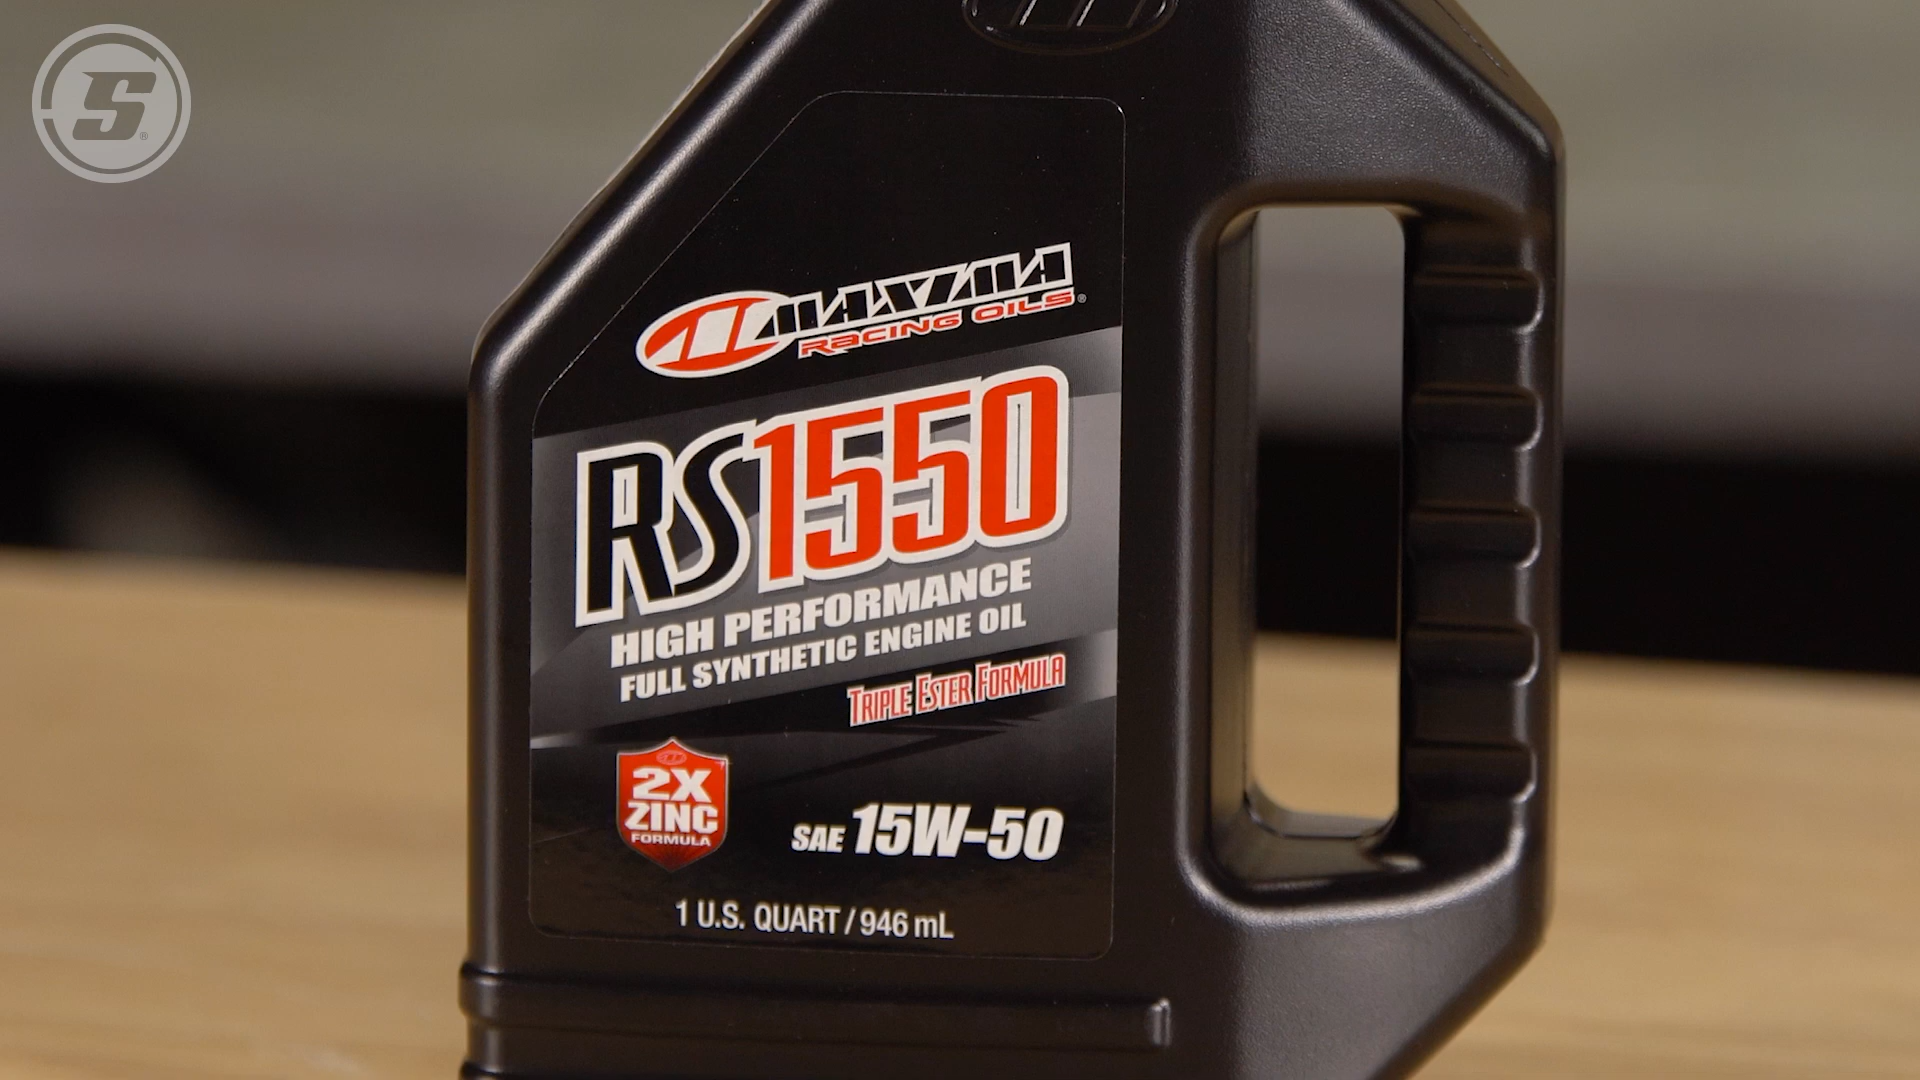 S®
MAXIMA
RACING OILS®
RS1550
HIGH PERFORMANCE
FULL SYNTHETIC ENGINE OIL
TRIPLE ESTER FORMULA
2X
ZINC
FORMULA
SAE 15W-50
1 U.S. QUART / 946 mL